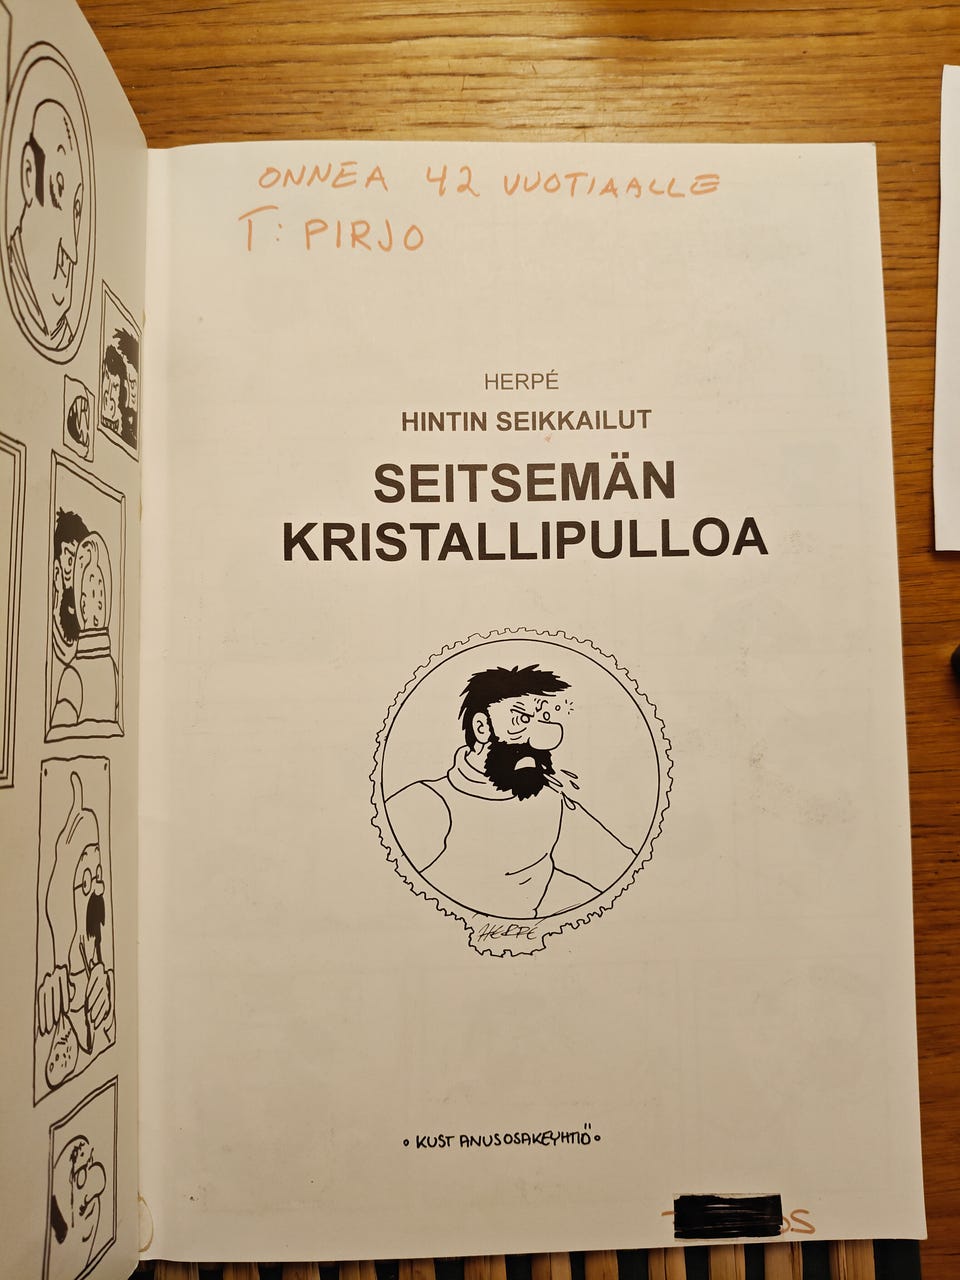 ONNEA 42 VUOTIAALLE
T: PIRJO
HERPÉ
HINTIN SEIKKAILUT
SEITSEMÄN
KRISTALLIPULLOA
HERPÉ
• KUST ANUSOSAKEYHTIÖ •